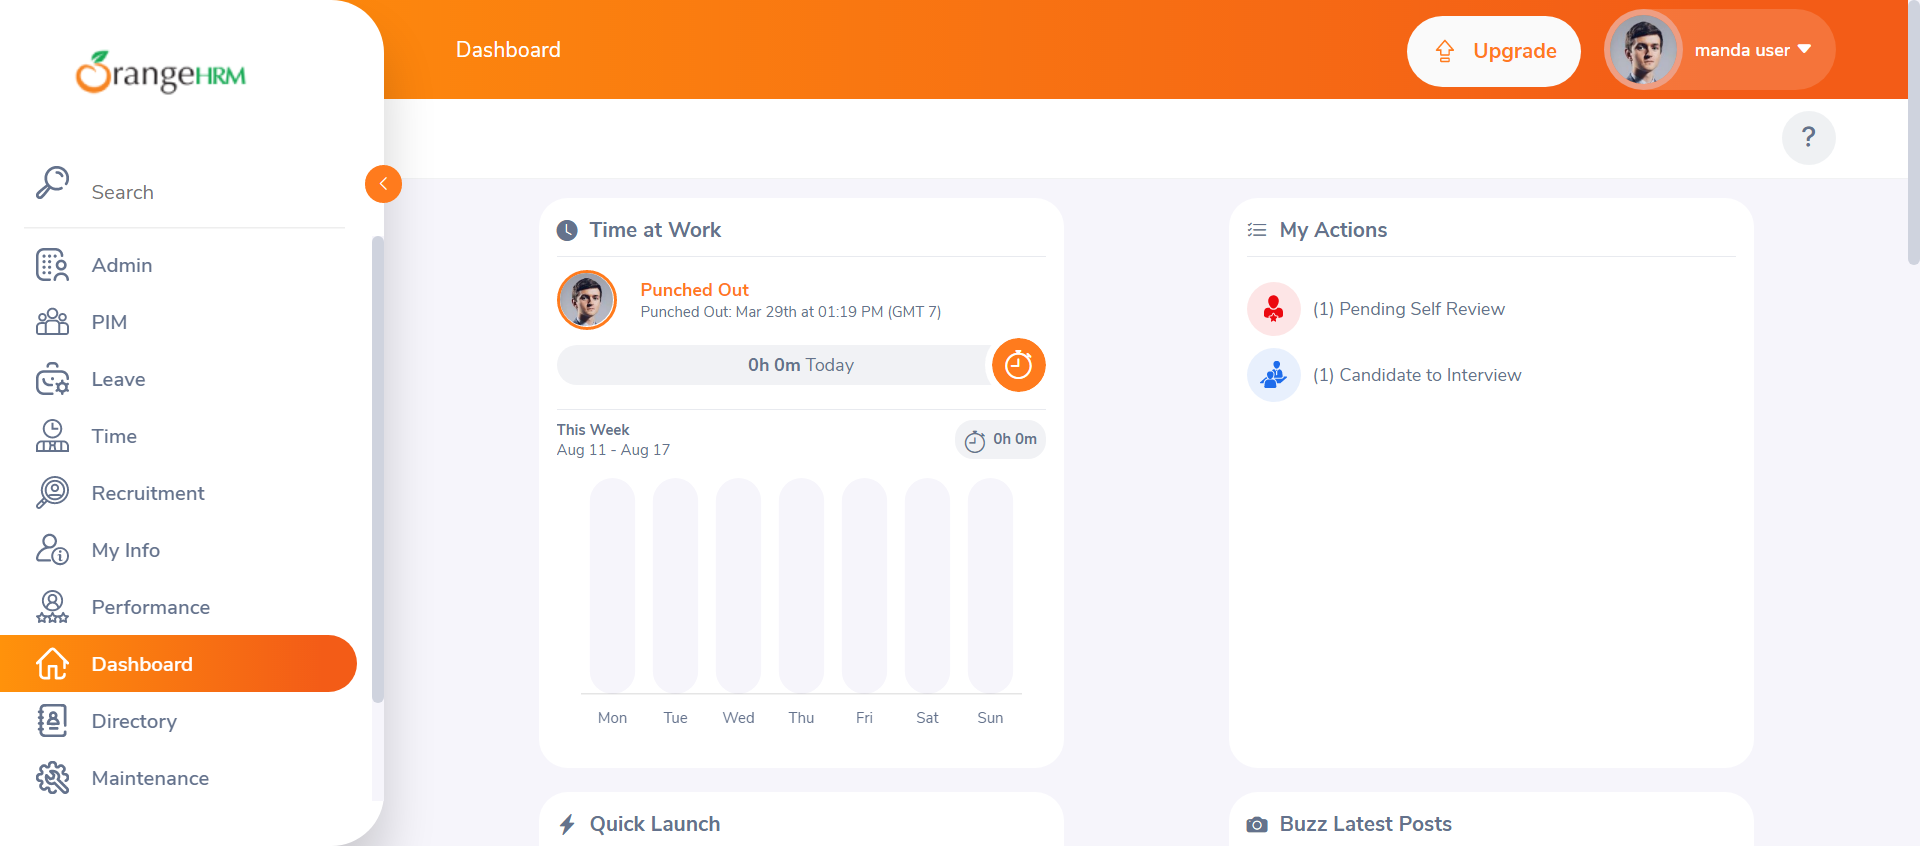 OrangeHRM
Search
Admin
PIM
Leave
Time
Recruitment
My Info
Performance
Dashboard
Directory
Maintenance
Dashboard
Upgrade
manda user
?
Time at Work
Punched Out
Punched Out: Mar 29th at 01:19 PM (GMT 7)
0h 0m Today
This Week
Aug 11 - Aug 17
0h 0m
Mon Tue Wed Thu Fri Sat Sun
My Actions
(1) Pending Self Review
(1) Candidate to Interview
Quick Launch
Buzz Latest Posts